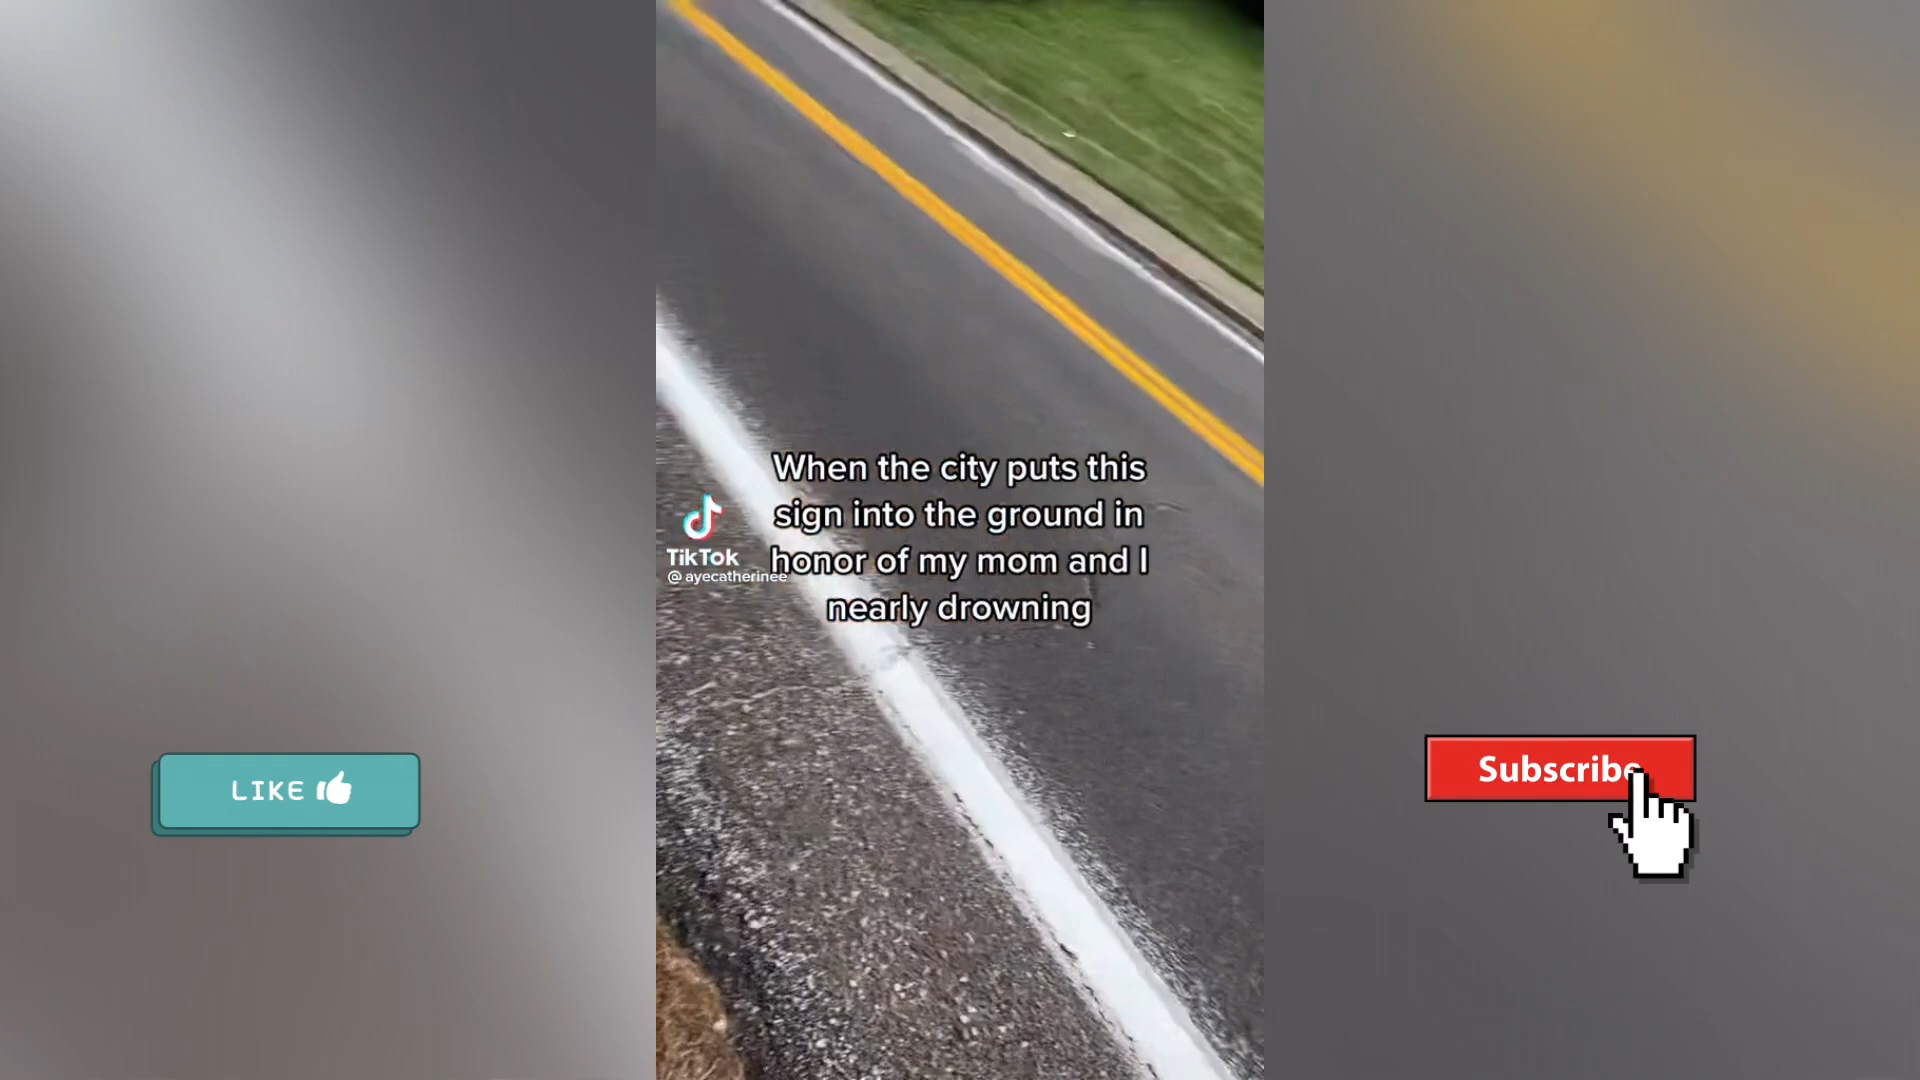 When the city puts this
sign into the ground in
honor of my mom and I
nearly drowning
TikTok
@ayecatherinee
LIKE
Subscribe